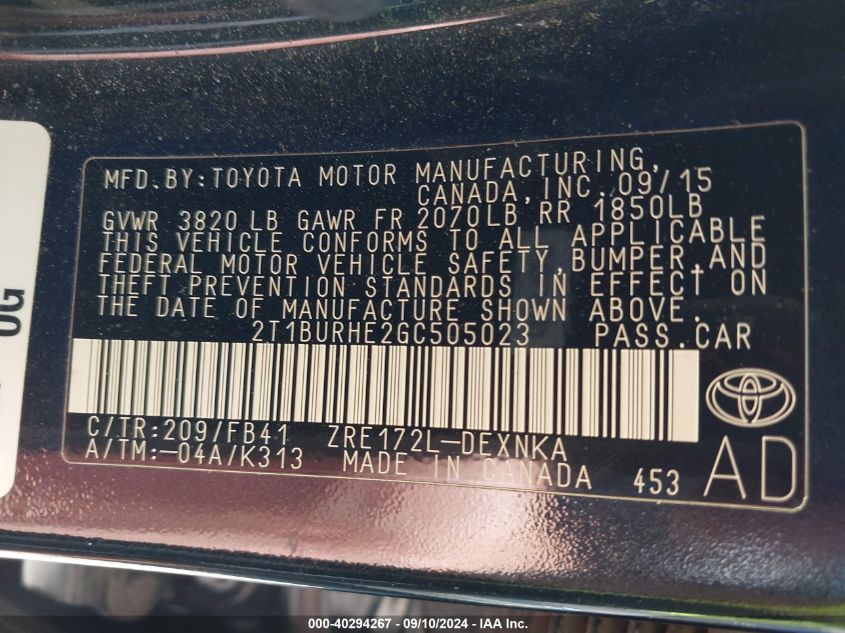 MFD.BY:TOYOTA MOTOR MANUFACTURING,
CANADA,INC. 09/15
GVWR 3820 LB GAWR FR 2070LB RR 1850LB
THIS VEHICLE CONFORMS TO ALL APPLICABLE
FEDERAL MOTOR VEHICLE SAFETY,BUMPER,AND
THEFT PREVENTION STANDARDS IN EFFECT ON
THE DATE OF MANUFACTURE SHOWN ABOVE.
2T1BURHE2GC505023 PASS.CAR
C/TR:209/FB41 ZRE172L-DEXNKA
A/TM:-04A/K313 MADE IN CANADA 453 AD
OG
000-40294267 - 09/10/2024 - IAA Inc.